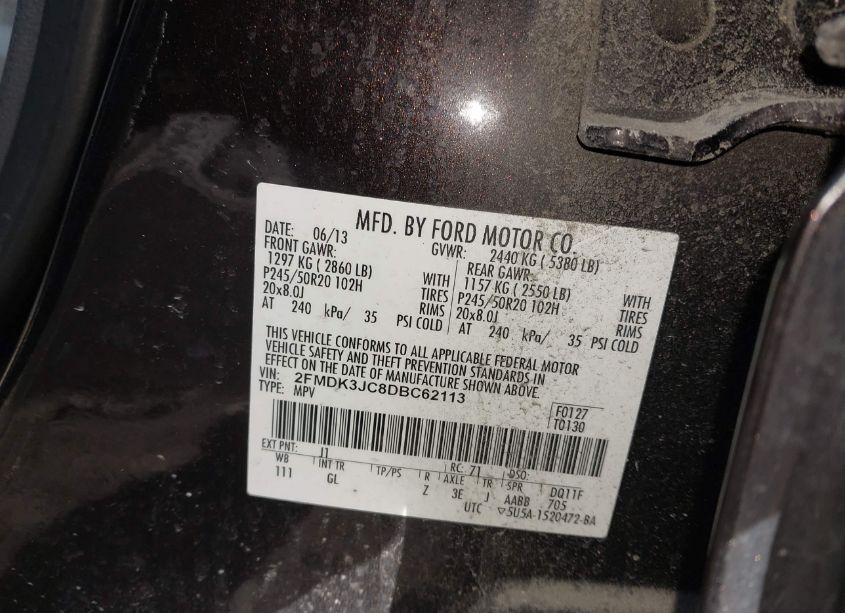 MFD. BY FORD MOTOR CO.
DATE: 06/13 GVWR: 2440 KG ( 5380 LB)
FRONT GAWR: REAR GAWR:
1297 KG ( 2860 LB) WITH 1157 KG ( 2550 LB) WITH
P245/50R20 102H TIRES P245/50R20 102H TIRES
20x8.0J RIMS 20x8.0J RIMS
AT 240 kPa/ 35 PSI COLD AT 240 kPa/ 35 PSI COLD
THIS VEHICLE CONFORMS TO ALL APPLICABLE FEDERAL MOTOR
VEHICLE SAFETY AND THEFT PREVENTION STANDARDS IN
EFFECT ON THE DATE OF MANUFACTURE SHOWN ABOVE.
VIN: 2FMDK3JC8DBC62113
TYPE: MPV
F0127
T0130
EXT PNT: J1 RC: 71 DSO:
WB INT TR TP/PS R AXLE TR SPR DQ11F
111 GL Z 3E J AABB 705
UTC ▽5U5A-1520472-BA